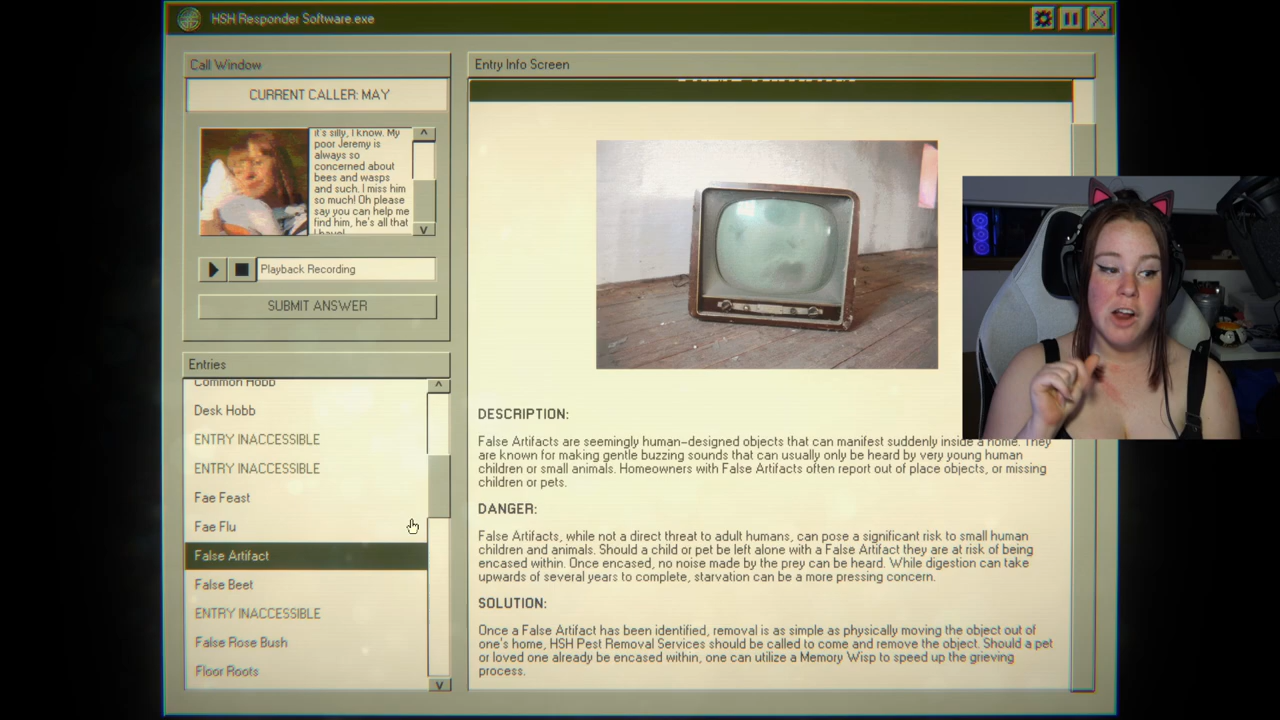 HSH Responder Software.exe
Call Window
CURRENT CALLER: MAY
it's silly, I know. My
poor Jeremy is
always so
concerned about
bees and wasps
and such. I miss him
so much! Oh please
say you can help me
find him, he's all that
I have!
Playback Recording
SUBMIT ANSWER
Entries
Common Hobb
Desk Hobb
ENTRY INACCESSIBLE
ENTRY INACCESSIBLE
Fae Feast
Fae Flu
False Artifact
False Beet
ENTRY INACCESSIBLE
False Rose Bush
Floor Roots
Entry Info Screen
DESCRIPTION:
False Artifacts are seemingly human-designed objects that can manifest suddenly inside a home. They
are known for making gentle buzzing sounds that can usually only be heard by very young human
children or small animals. Homeowners with False Artifacts often report out of place objects, or missing
children or pets.
DANGER:
False Artifacts, while not a direct threat to adult humans, can pose a significant risk to small human
children and animals. Should a child or pet be left alone with a False Artifact they are at risk of being
encased within. Once encased, no noise made by the prey can be heard. While digestion can take
upwards of several years to complete, starvation can be a more pressing concern.
SOLUTION:
Once a False Artifact has been identified, removal is as simple as physically moving the object out of
one's home, HSH Pest Removal Services should be called to come and remove the object. Should a pet
or loved one already be encased within, one can utilize a Memory Wisp to speed up the grieving
process.